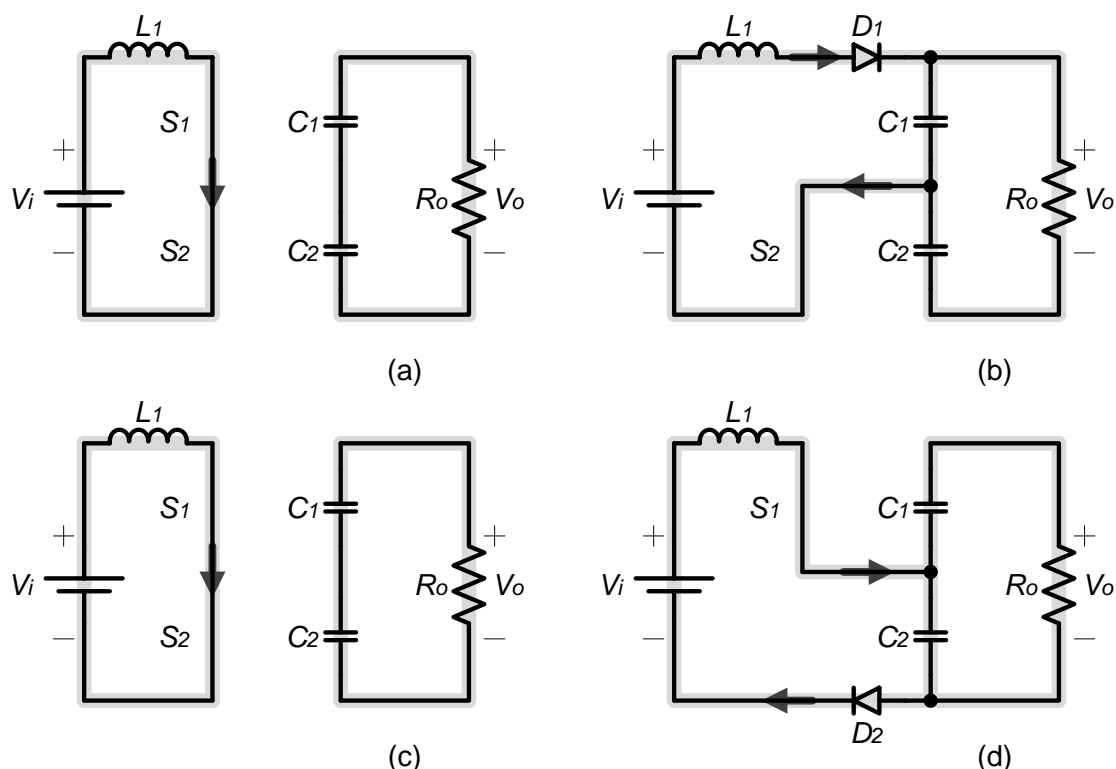 L1
S1
C1
+
+
Vi
Ro
Vo
S2
C2
−
−
(a)
L1
D1
C1
+
+
Vi
Ro
Vo
S2
C2
−
−
(b)
L1
S1
C1
+
+
Vi
Ro
Vo
S2
C2
−
−
(c)
L1
S1
C1
+
+
Vi
Ro
Vo
C2
−
−
D2
(d)